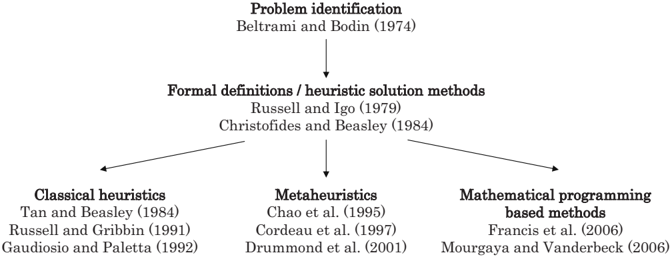 Problem identification
Beltrami and Bodin (1974)
Formal definitions / heuristic solution methods
Russell and Igo (1979)
Christofides and Beasley (1984)
Classical heuristics
Tan and Beasley (1984)
Russell and Gribbin (1991)
Gaudiosio and Paletta (1992)
Metaheuristics
Chao et al. (1995)
Cordeau et al. (1997)
Drummond et al. (2001)
Mathematical programming
based methods
Francis et al. (2006)
Mourgaya and Vanderbeck (2006)